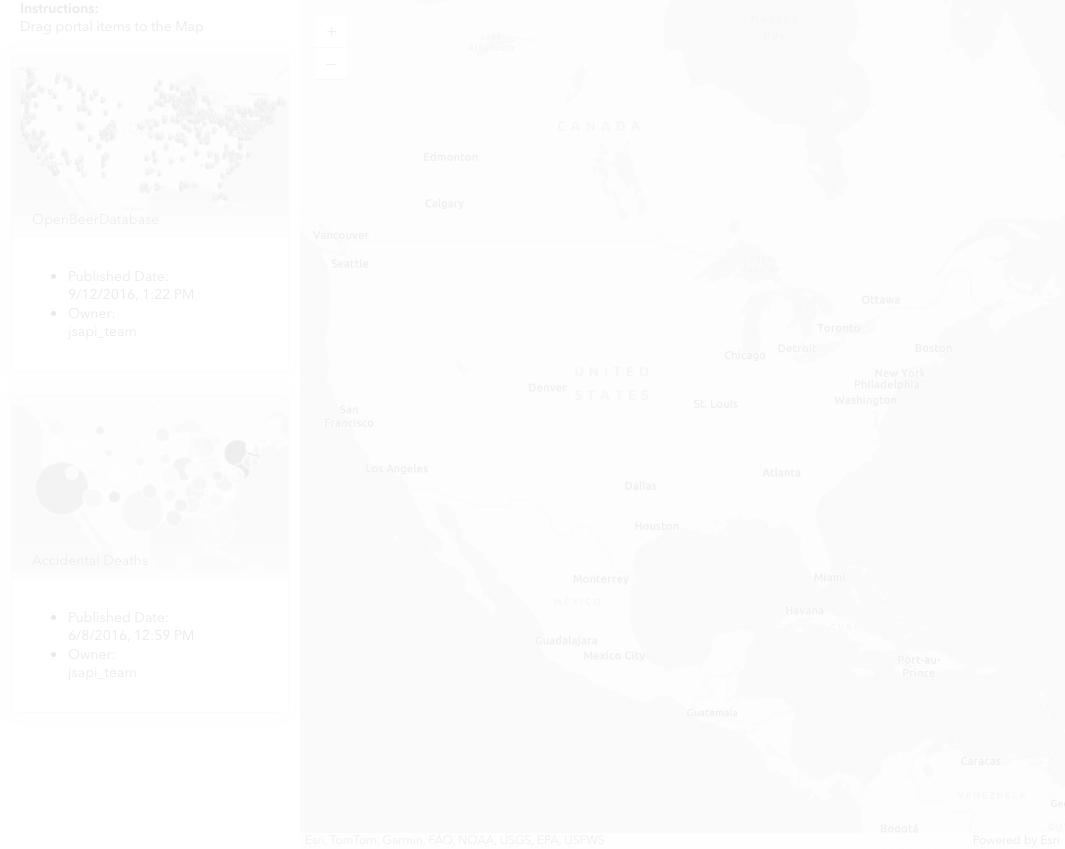 Instructions:
Drag portal items to the Map
OpenBeerDatabase
Published Date:
9/12/2016, 1:22 PM
Owner:
jsapi_team
Accidental Deaths
Published Date:
6/8/2016, 12:59 PM
Owner:
jsapi_team
+
−
CANADA
Edmonton
Calgary
Vancouver
Seattle
Ottawa
Toronto
Detroit
Chicago
Boston
New York
Philadelphia
Washington
UNITED
STATES
Denver
St. Louis
San
Francisco
Los Angeles
Atlanta
Dallas
Houston
Monterrey
MÉXICO
Miami
Havana
CUBA
Guadalajara
Mexico City
Port-au-
Prince
Guatemala
Caracas
VENEZUELA
Bogotá
Esri, TomTom, Garmin, FAO, NOAA, USGS, EPA, USFWS
Powered by Esri